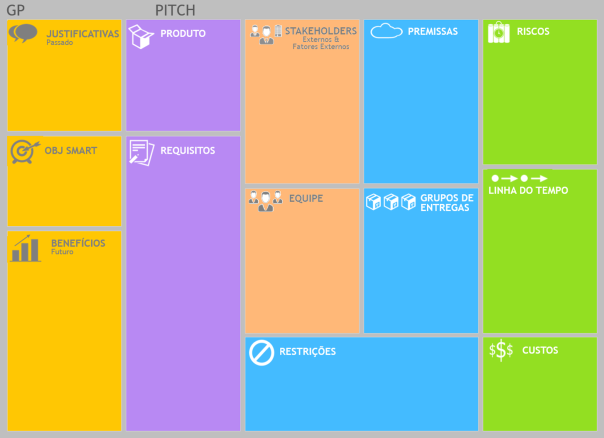 GP
PITCH
JUSTIFICATIVAS
Passado
PRODUTO
STAKEHOLDERS
Externos &
Fatores Externos
PREMISSAS
RISCOS
OBJ SMART
REQUISITOS
LINHA DO TEMPO
EQUIPE
GRUPOS DE
ENTREGAS
BENEFÍCIOS
Futuro
RESTRIÇÕES
$$$ CUSTOS